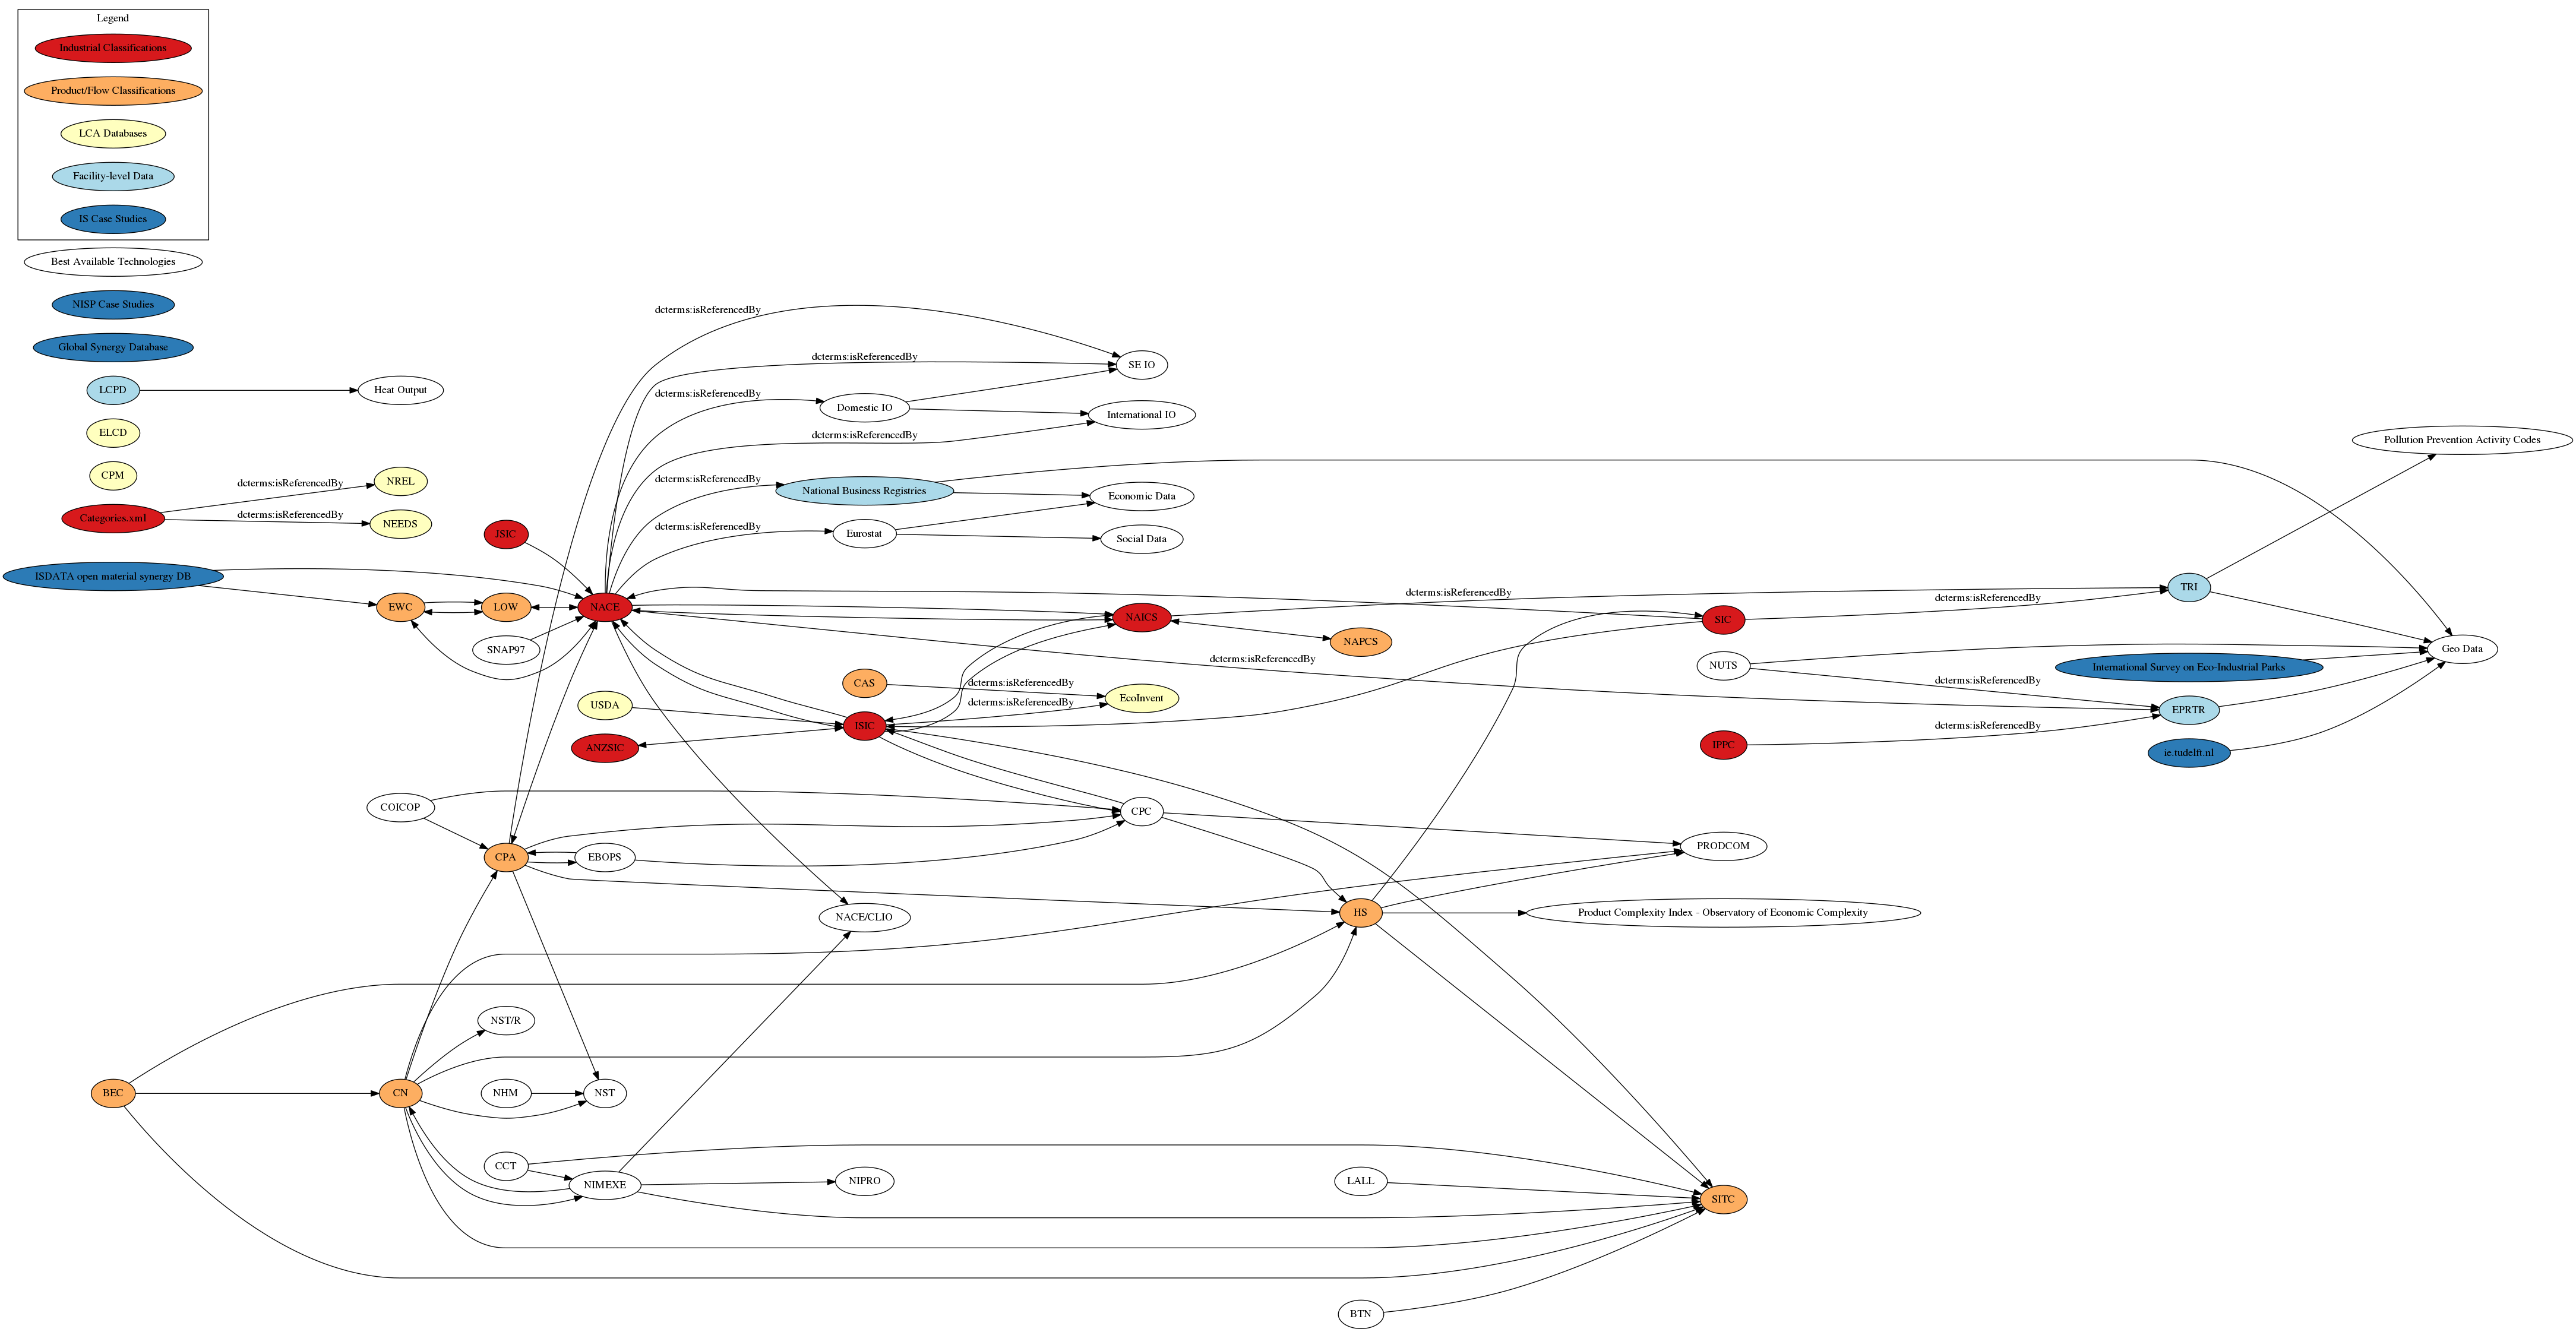 Legend
Industrial Classifications
Product/Flow Classifications
LCA Databases
Facility-level Data
IS Case Studies
Best Available Technologies
NISP Case Studies
Global Synergy Database
LCPD
Heat Output
ELCD
CPM
Categories.xml
dcterms:isReferencedBy
NREL
dcterms:isReferencedBy
NEEDS
ISDATA open material synergy DB
EWC
LOW
JSIC
NACE
SNAP97
dcterms:isReferencedBy
dcterms:isReferencedBy
SE IO
dcterms:isReferencedBy
Domestic IO
International IO
dcterms:isReferencedBy
dcterms:isReferencedBy
National Business Registries
Economic Data
dcterms:isReferencedBy
Eurostat
Social Data
NAICS
NAPCS
dcterms:isReferencedBy
dcterms:isReferencedBy
CAS
dcterms:isReferencedBy
EcoInvent
dcterms:isReferencedBy
USDA
ISIC
ANZSIC
SIC
dcterms:isReferencedBy
TRI
Pollution Prevention Activity Codes
NUTS
International Survey on Eco-Industrial Parks
Geo Data
dcterms:isReferencedBy
EPRTR
dcterms:isReferencedBy
IPPC
ie.tudelft.nl
COICOP
CPC
CPA
EBOPS
PRODCOM
NACE/CLIO
HS
Product Complexity Index - Observatory of Economic Complexity
NST/R
BEC
CN
NHM
NST
CCT
NIMEXE
NIPRO
LALL
SITC
BTN